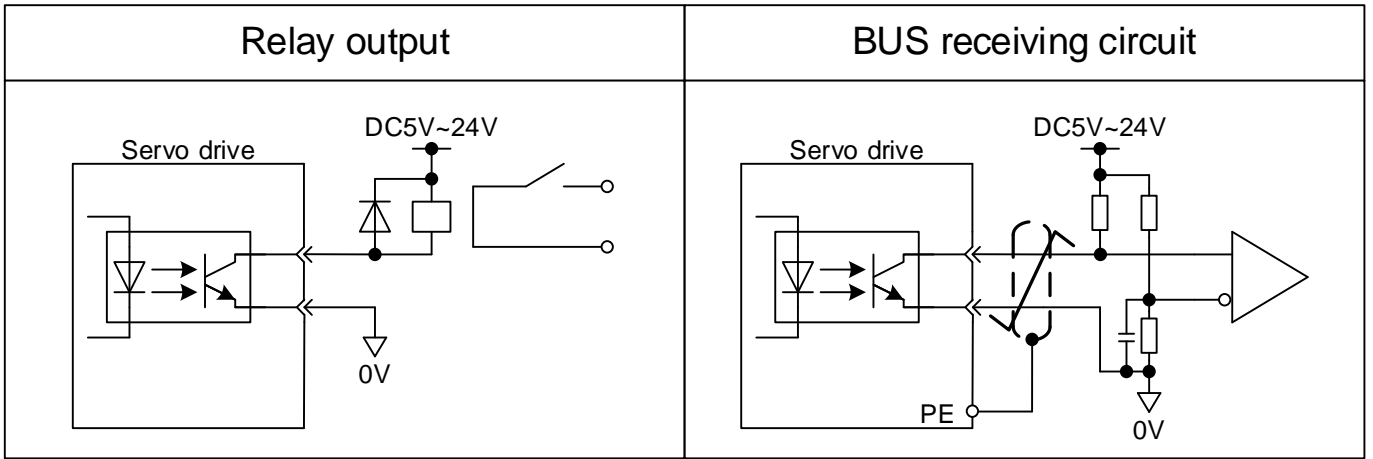 Relay output
BUS receiving circuit
DC5V~24V
Servo drive
0V
DC5V~24V
Servo drive
PE
0V